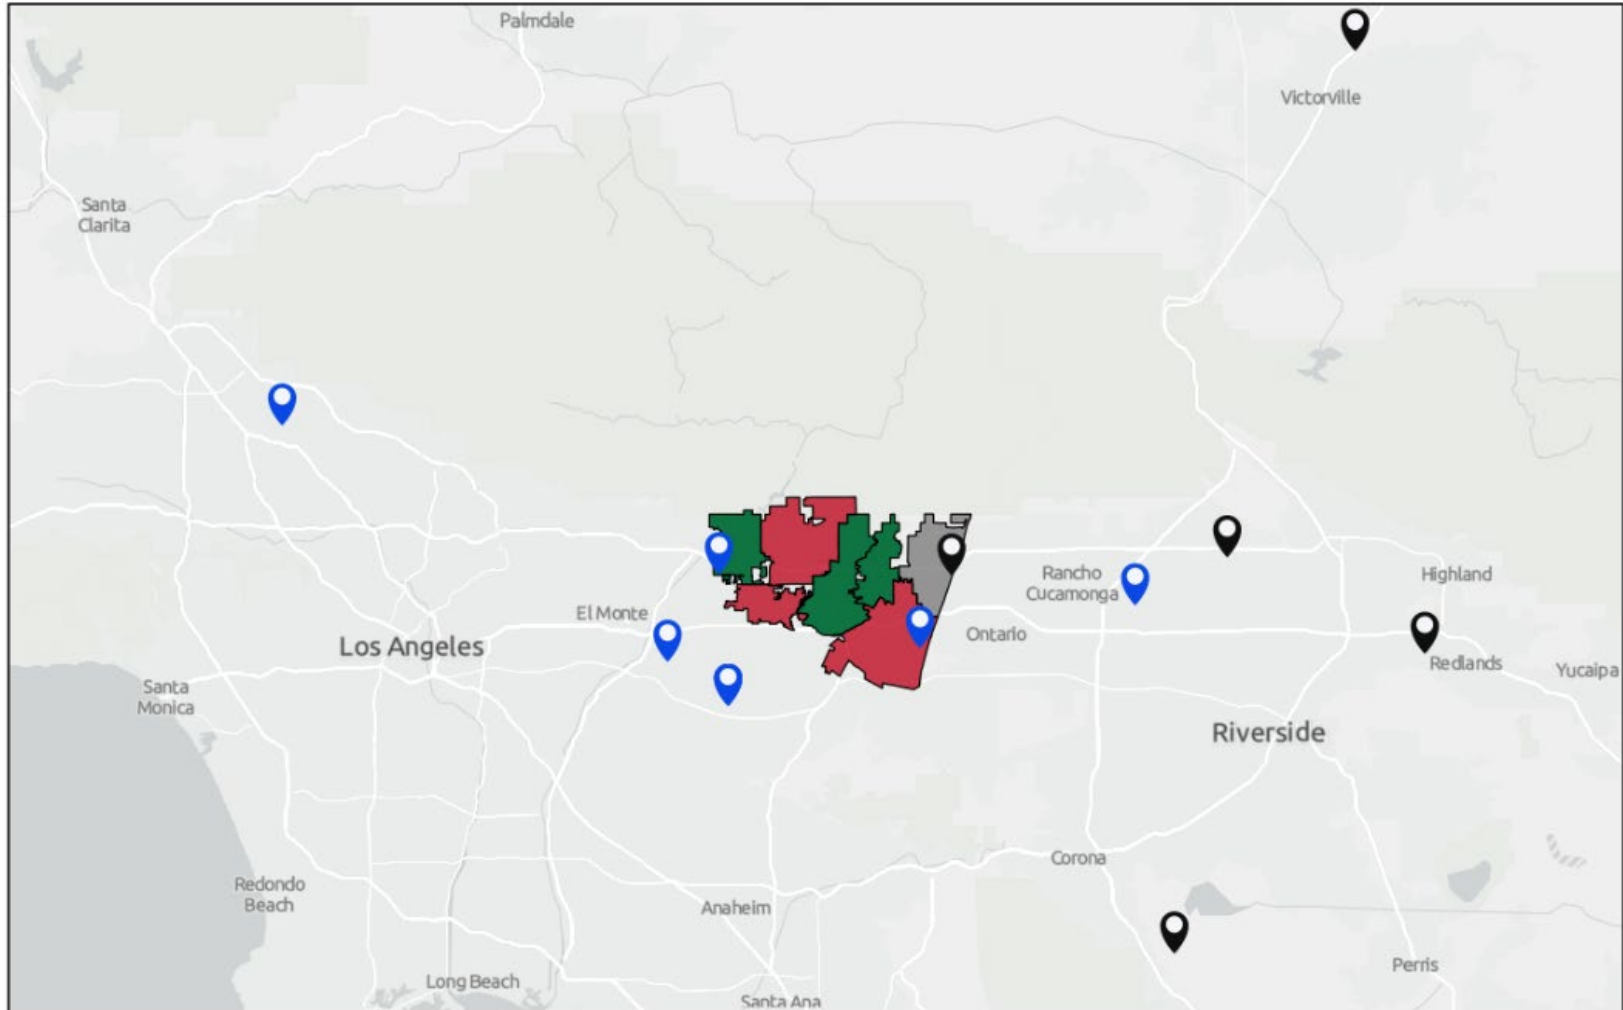 Palmdale
Victorville
Santa
Clarita
Rancho
Cucamonga
Highland
El Monte
Ontario
Los Angeles
Redlands
Yucaipa
Santa
Monica
Riverside
Corona
Redondo
Beach
Anaheim
Perris
Long Beach
Santa Ana